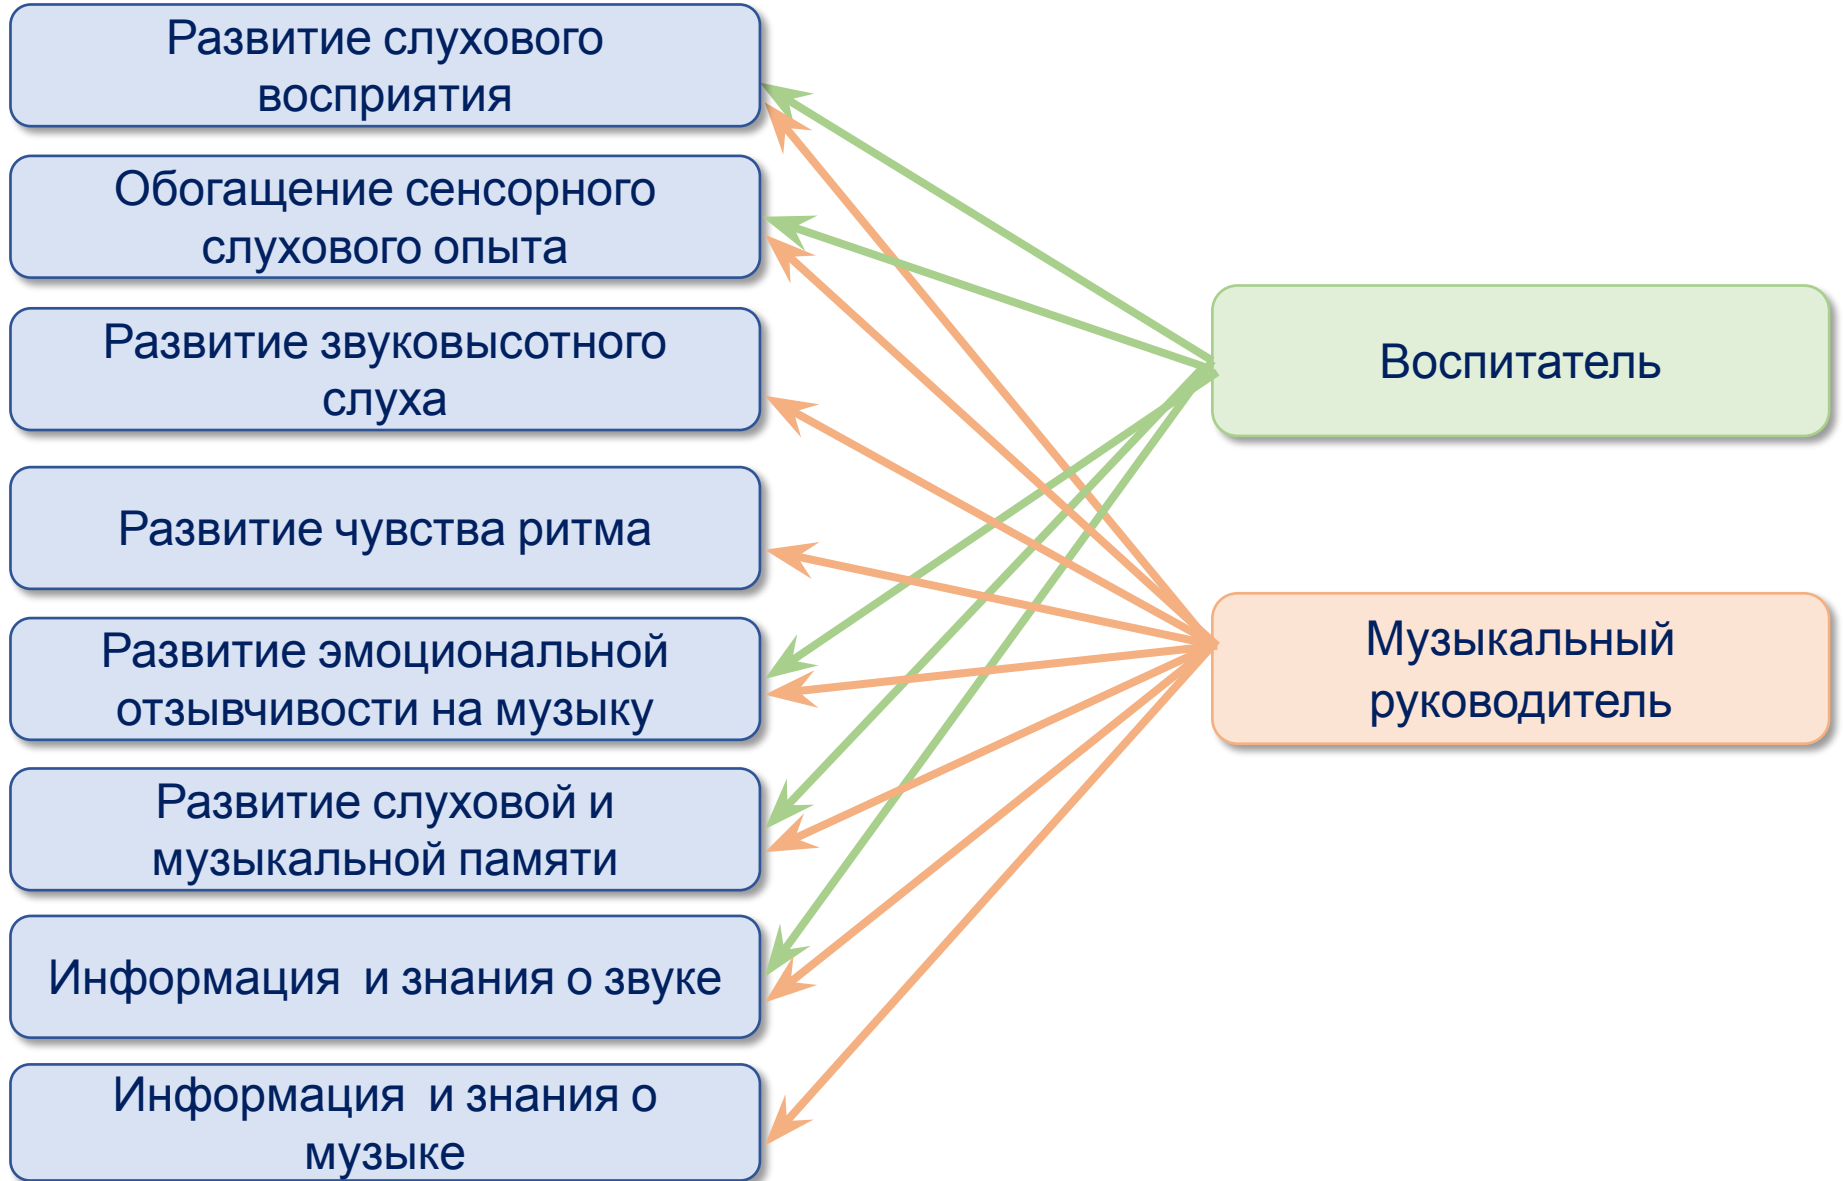 Развитие слухового
восприятия
Обогащение сенсорного
слухового опыта
Развитие звуковысотного
слуха
Развитие чувства ритма
Развитие эмоциональной
отзывчивости на музыку
Развитие слуховой и
музыкальной памяти
Информация  и знания о звуке
Информация  и знания о
музыке
Воспитатель
Музыкальный
руководитель